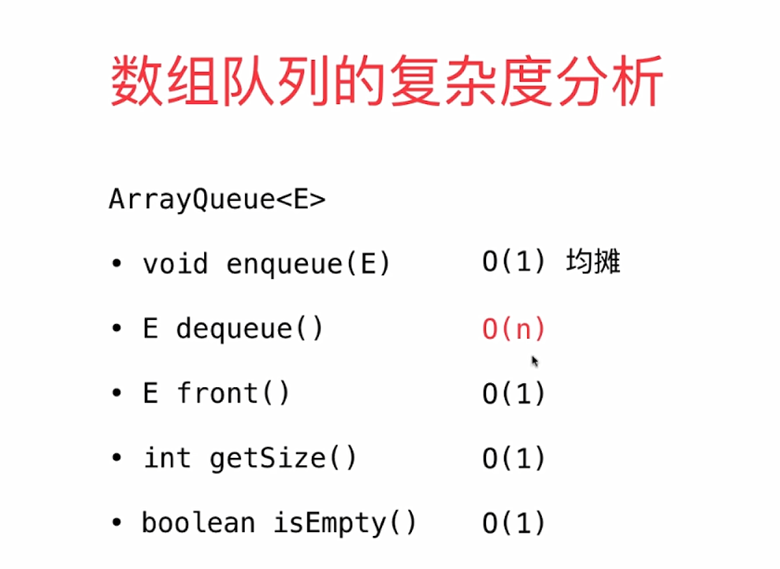 数组队列的复杂度分析
ArrayQueue<E>
• void enqueue(E) O(1) 均摊
• E dequeue() O(n)
• E front() O(1)
• int getSize() O(1)
• boolean isEmpty() O(1)